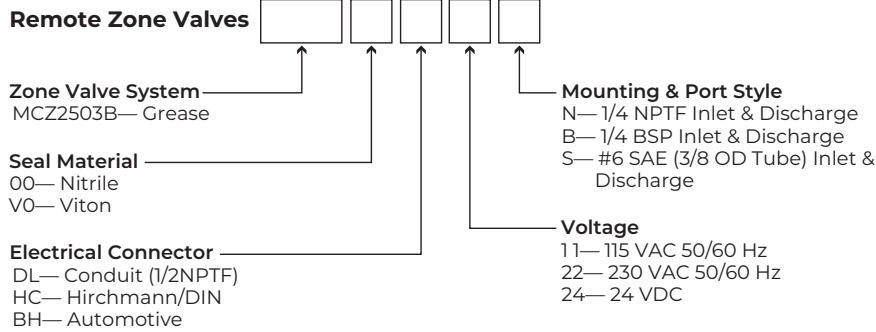 Remote Zone Valves
Zone Valve System
MCZ2503B— Grease
Seal Material
00— Nitrile
V0— Viton
Electrical Connector
DL— Conduit (1/2NPTF)
HC— Hirchmann/DIN
BH— Automotive
Mounting & Port Style
N— 1/4 NPTF Inlet & Discharge
B— 1/4 BSP Inlet & Discharge
S— #6 SAE (3/8 OD Tube) Inlet &
Discharge
Voltage
11— 115 VAC 50/60 Hz
22— 230 VAC 50/60 Hz
24— 24 VDC